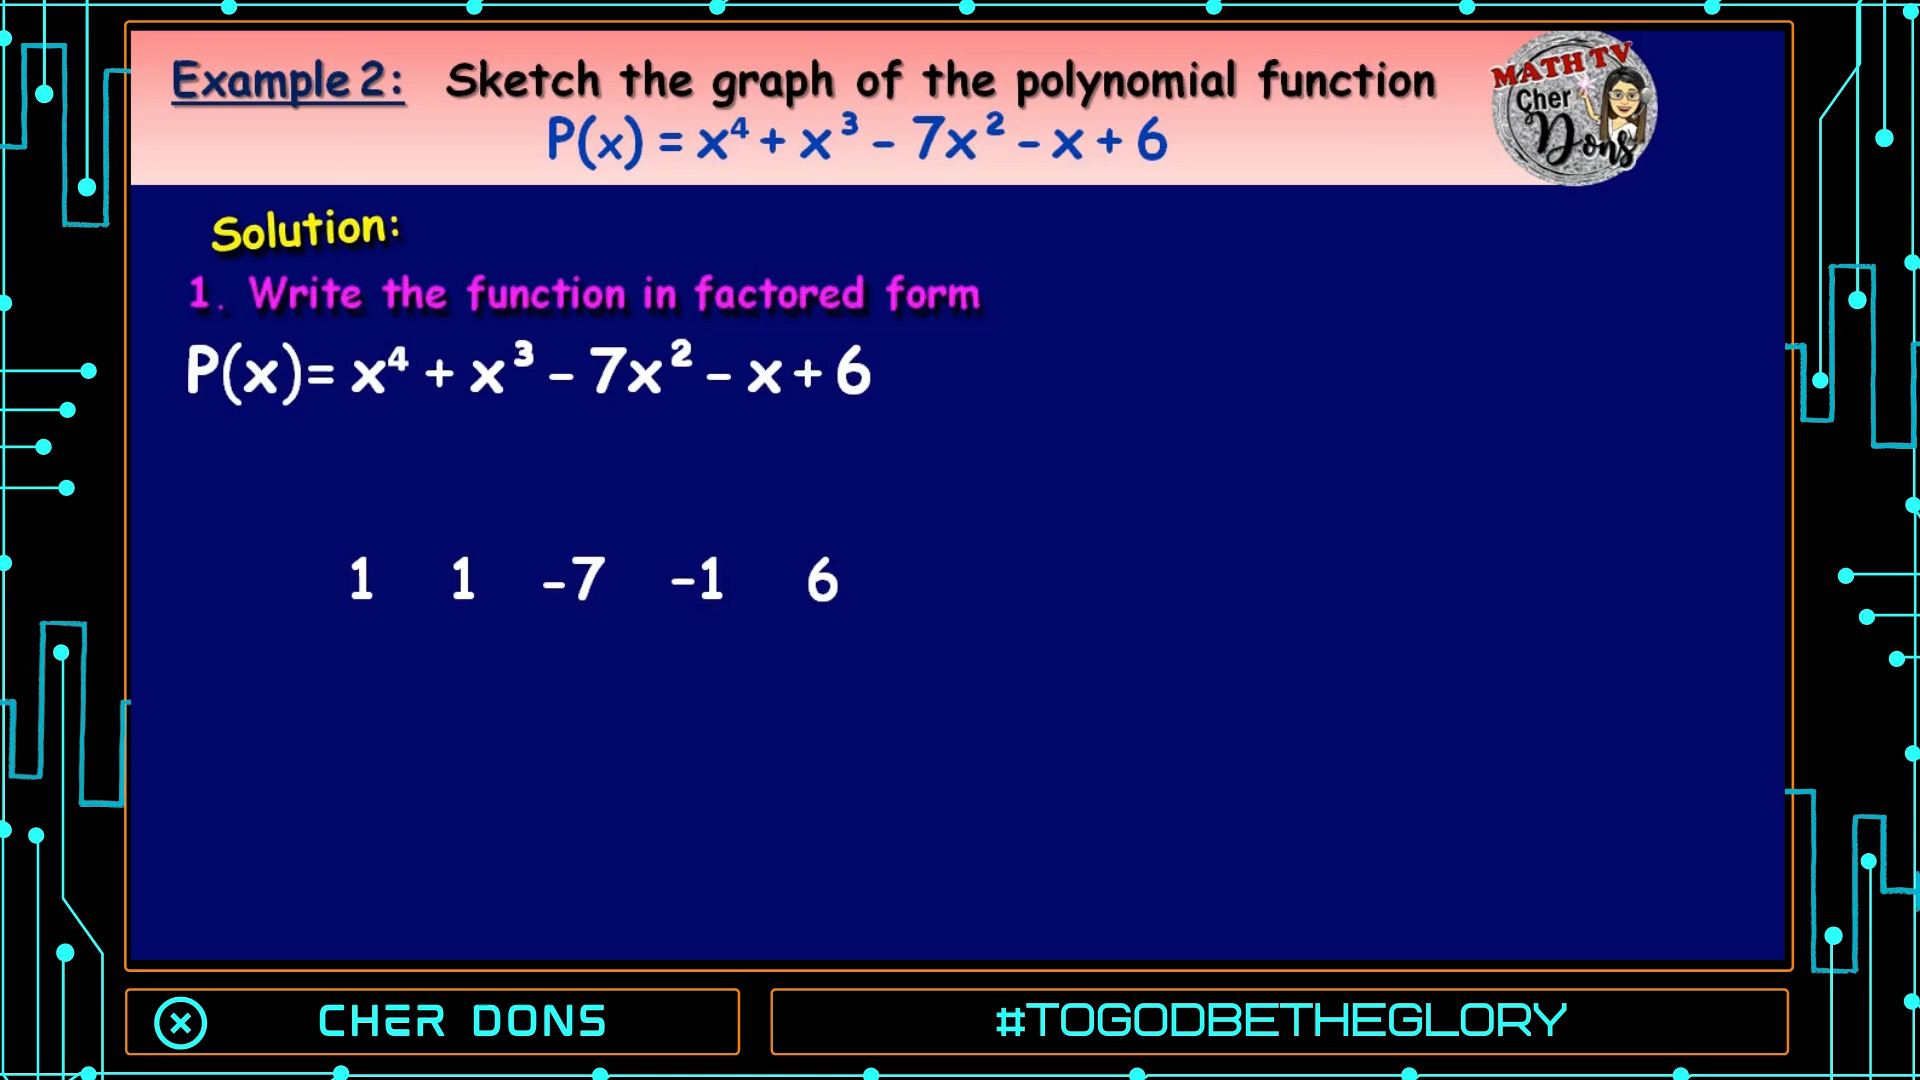 Example 2: Sketch the graph of the polynomial function
P(x) = x⁴ + x³ - 7x² - x + 6
MATH TV
Cher
Dons
Solution:
1. Write the function in factored form
P(x)= x⁴ + x³ - 7x² - x + 6
1 1 -7 -1 6
CHER DONS
#TOGODBETHEGLORY